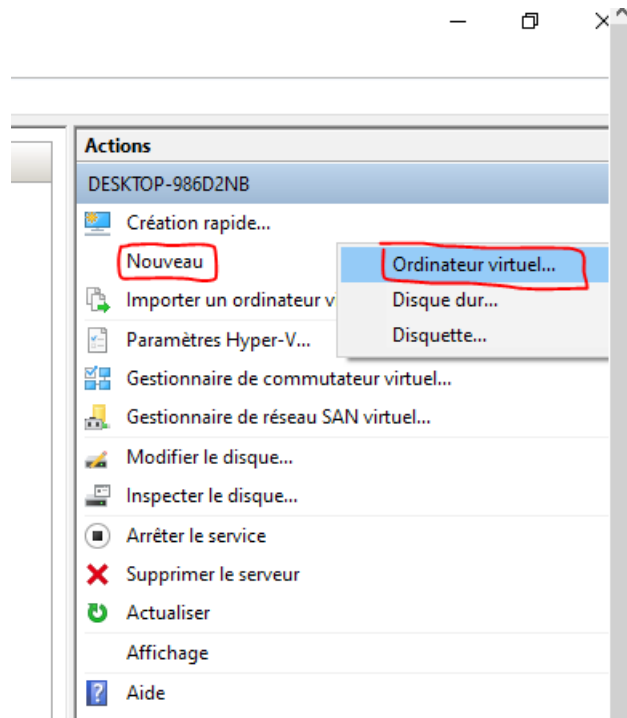 Actions
DESKTOP-986D2NB
Création rapide...
Nouveau
Ordinateur virtuel...
Importer un ordinateur v
Disque dur...
Paramètres Hyper-V...
Disquette...
Gestionnaire de commutateur virtuel...
Gestionnaire de réseau SAN virtuel...
Modifier le disque...
Inspecter le disque...
Arrêter le service
Supprimer le serveur
Actualiser
Affichage
Aide